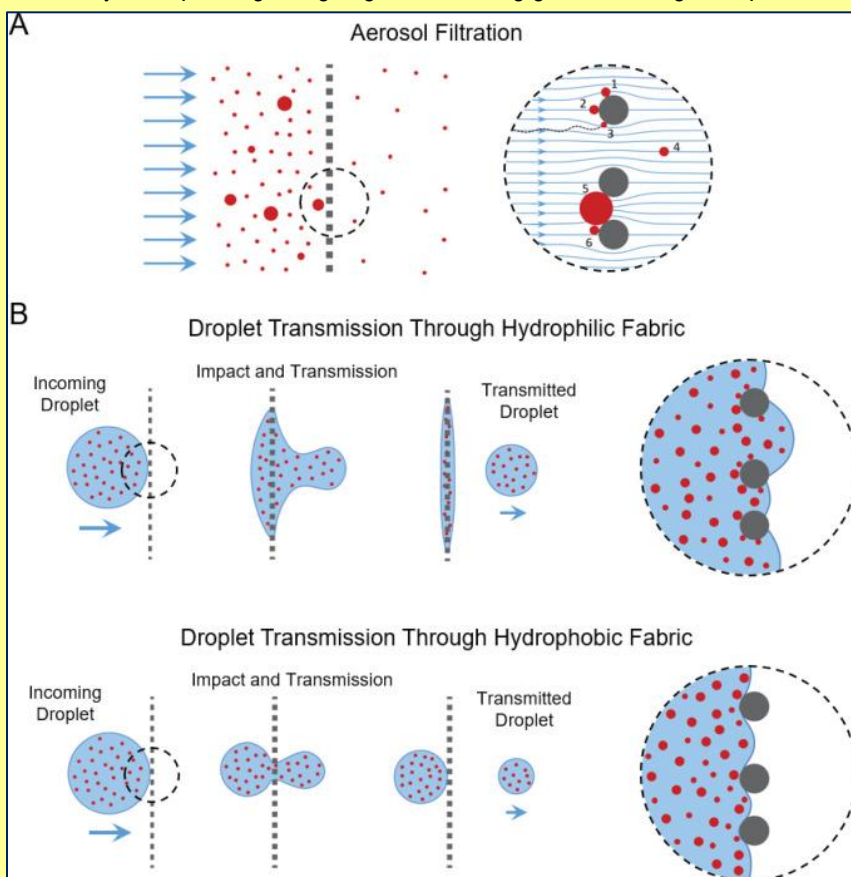 A
Aerosol Filtration
1
2
3
4
5
6
B
Droplet Transmission Through Hydrophilic Fabric
Incoming
Droplet
Impact and Transmission
Transmitted
Droplet
Droplet Transmission Through Hydrophobic Fabric
Incoming
Droplet
Impact and Transmission
Transmitted
Droplet